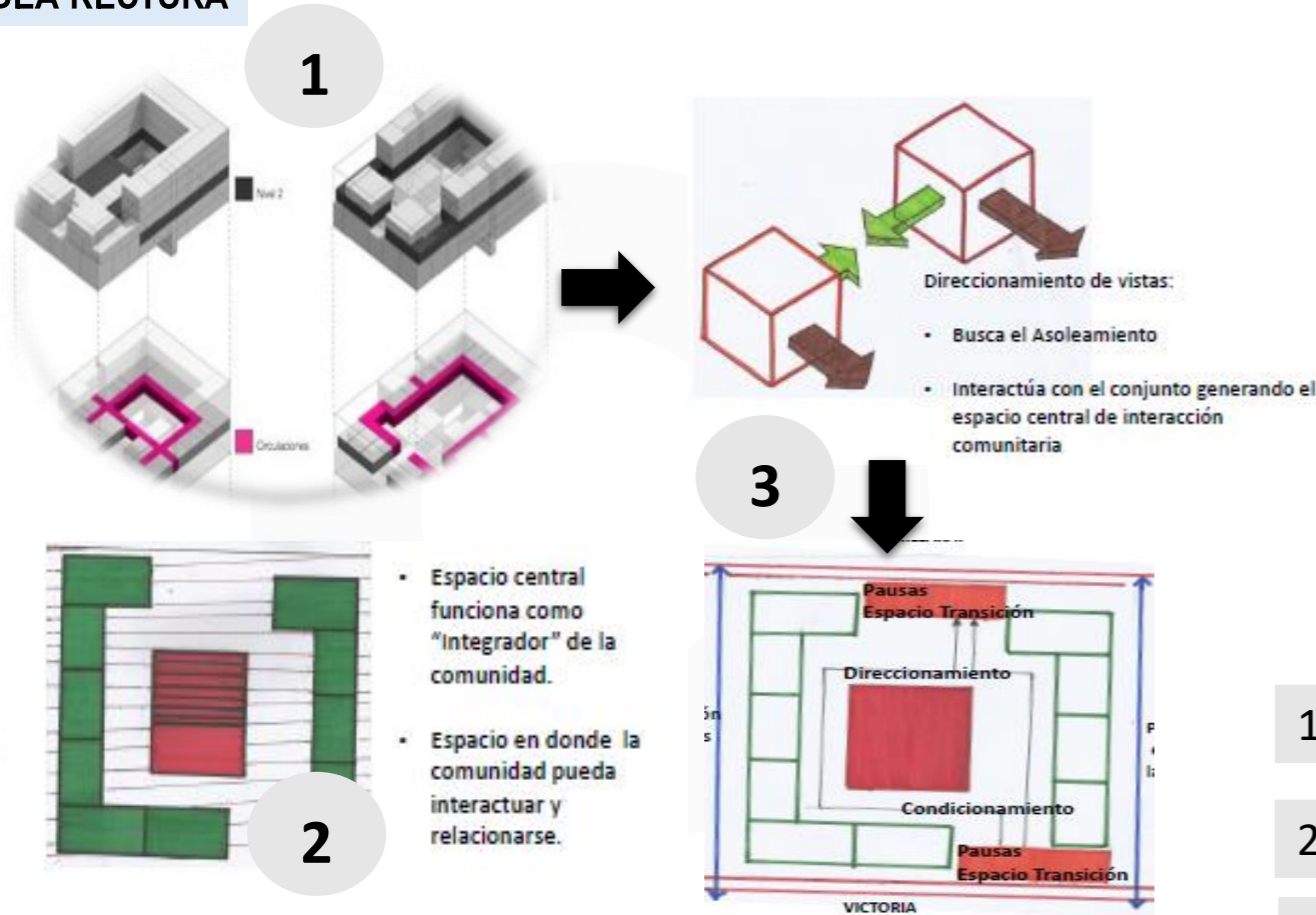 IDEA RECTORA
1
Nivel 2
Circulaciones
Direccionamiento de vistas:
• Busca el Asoleamiento
• Interactúa con el conjunto generando el
espacio central de interacción
comunitaria
3
• Espacio central
funciona como
"Integrador" de la
comunidad.
• Espacio en donde la
comunidad pueda
interactuar y
relacionarse.
2
Pausas
Espacio Transición
Direccionamiento
Condicionamiento
Pausas
Espacio Transición
VICTORIA
1
2